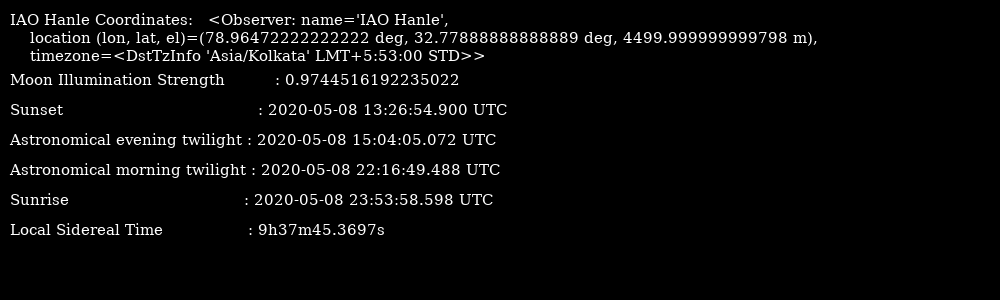 IAO Hanle Coordinates:   <Observer: name='IAO Hanle',
    location (lon, lat, el)=(78.96472222222222 deg, 32.77888888888889 deg, 4499.999999999798 m),
    timezone=<DstTzInfo 'Asia/Kolkata' LMT+5:53:00 STD>>
Moon Illumination Strength          : 0.9744516192235022
Sunset                                       : 2020-05-08 13:26:54.900 UTC
Astronomical evening twilight : 2020-05-08 15:04:05.072 UTC
Astronomical morning twilight : 2020-05-08 22:16:49.488 UTC
Sunrise                                   : 2020-05-08 23:53:58.598 UTC
Local Sidereal Time                 : 9h37m45.3697s